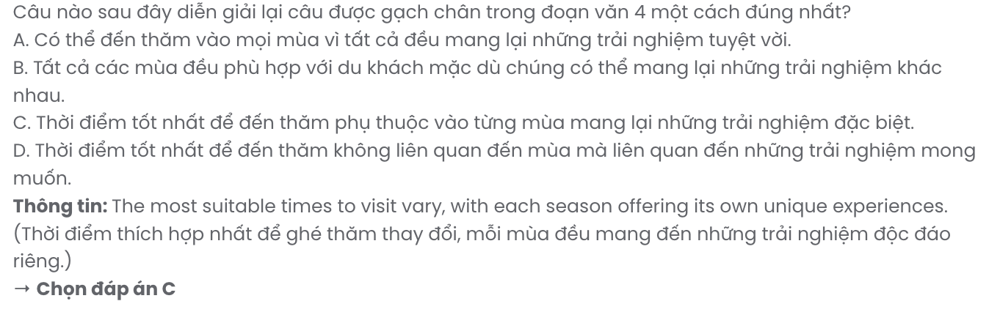 Câu nào sau đây diễn giải lại câu được gạch chân trong đoạn văn 4 một cách đúng nhất?
A. Có thể đến thăm vào mọi mùa vì tất cả đều mang lại những trải nghiệm tuyệt vời.
B. Tất cả các mùa đều phù hợp với du khách mặc dù chúng có thể mang lại những trải nghiệm khác
nhau.
C. Thời điểm tốt nhất để đến thăm phụ thuộc vào từng mùa mang lại những trải nghiệm đặc biệt.
D. Thời điểm tốt nhất để đến thăm không liên quan đến mùa mà liên quan đến những trải nghiệm mong
muốn.
Thông tin: The most suitable times to visit vary, with each season offering its own unique experiences.
(Thời điểm thích hợp nhất để ghé thăm thay đổi, mỗi mùa đều mang đến những trải nghiệm độc đáo
riêng.)
→ Chọn đáp án C